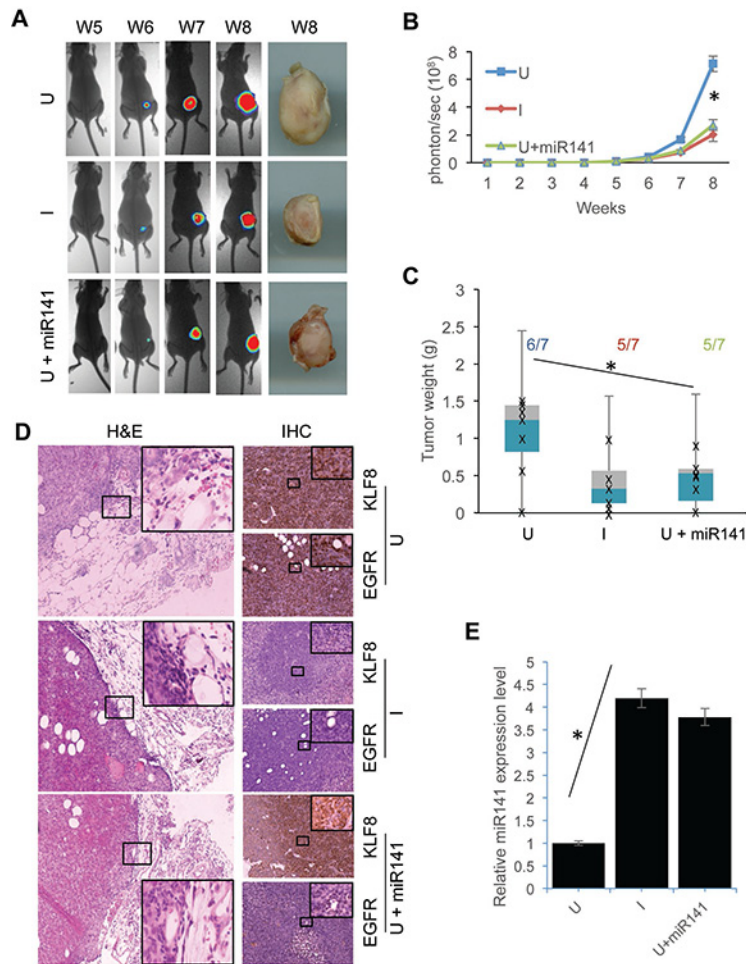 A
W5 W6 W7 W8 W8
U
I
U + miR141
B
phonton/sec (10⁸)
8
6
4
2
0
U
I
U+miR141
*
1 2 3 4 5 6 7 8
Weeks
C
Tumor weight (g)
3
2.5
2
1.5
1
0.5
0
6/7 5/7 5/7
*
U I U + miR141
D
H&E IHC
KLF8
EGFR
U
KLF8
EGFR
I
KLF8
EGFR
U + miR141
E
Relative miR141 expression level
5
4.5
4
3.5
3
2.5
2
1.5
1
0.5
0
*
U I U+miR141